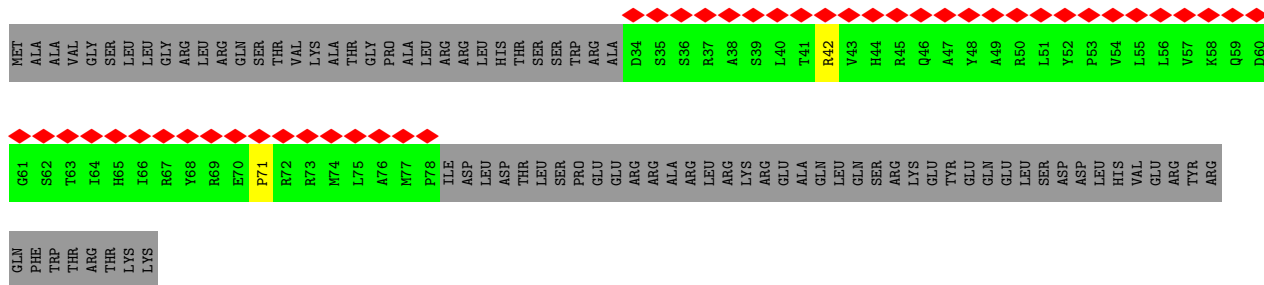 MET ALA ALA VAL GLY SER LEU LEU GLY ARG LEU ARG GLN SER THR VAL LYS ALA THR GLY PRO ALA LEU ARG ARG LEU HIS THR SER SER TRP ARG ALA D34 S35 S36 R37 A38 S39 L40 T41 R42 V43 H44 R45 Q46 A47 Y48 A49 R50 L51 Y52 P53 V54 L55 L56 V57 K58 Q59 D60
G61 S62 T63 I64 H65 I66 R67 Y68 R69 E70 P71 R72 R73 M74 L75 A76 M77 P78 ILE ASP LEU ASP THR LEU SER PRO GLU GLU ARG ARG ALA ARG LEU ARG LYS ARG GLU ALA GLN LEU GLN SER ARG LYS GLU TYR GLU GLN GLU LEU SER ASP ASP LEU HIS VAL GLU ARG TYR ARG
GLN PHE TRP THR ARG THR LYS LYS